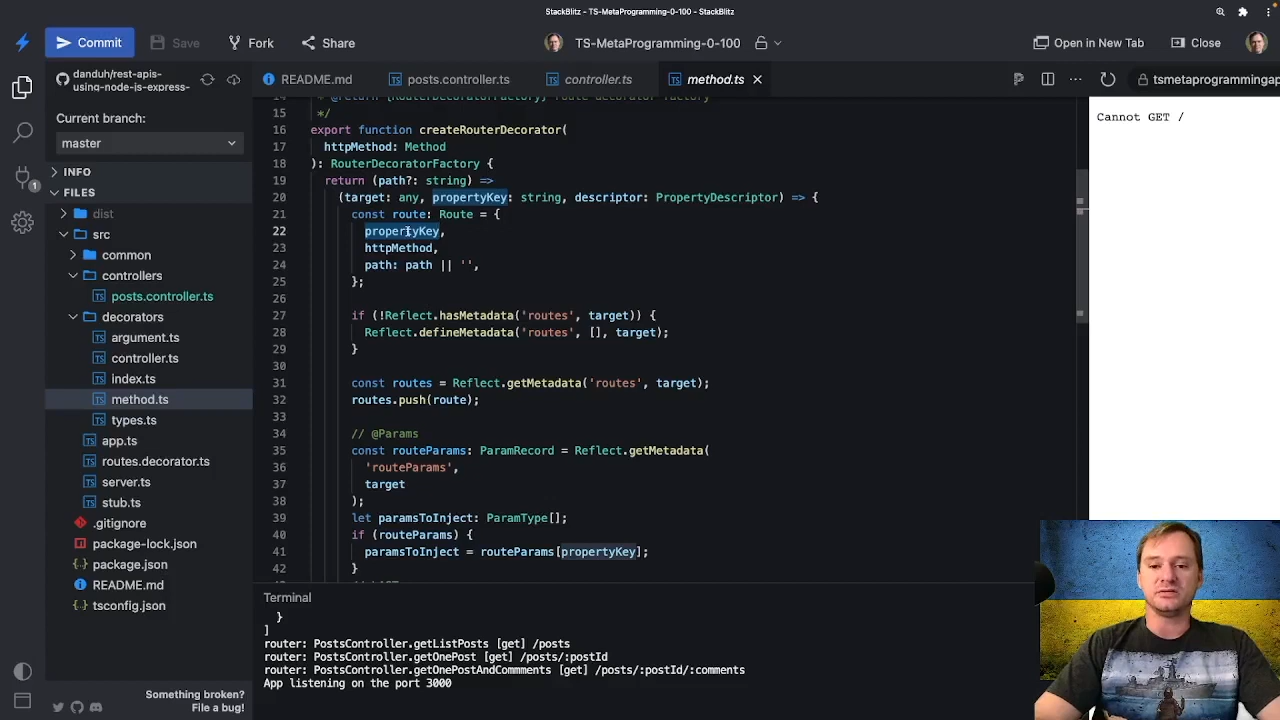 StackBlitz - TS-MetaProgramming-0-100 - StackBlitz
Commit
Save
Fork
Share
TS-MetaProgramming-0-100
Open in New Tab
Close
danduh/rest-apis-
using-node-js-express-
README.md
posts.controller.ts
controller.ts
method.ts
tsmetaprogrammingap
Current branch:
master
INFO
FILES
dist
src
common
controllers
posts.controller.ts
decorators
argument.ts
controller.ts
index.ts
method.ts
types.ts
app.ts
routes.decorator.ts
server.ts
stub.ts
.gitignore
package-lock.json
package.json
README.md
tsconfig.json
Something broken?
File a bug!
1
14 * @return {RouterDecoratorFactory} route decorator factory
15 */
16 export function createRouterDecorator(
17 httpMethod: Method
18 ): RouterDecoratorFactory {
19 return (path?: string) =>
20 (target: any, propertyKey: string, descriptor: PropertyDescriptor) => {
21 const route: Route = {
22 propertyKey,
23 httpMethod,
24 path: path || '',
25 };
26
27 if (!Reflect.hasMetadata('routes', target)) {
28 Reflect.defineMetadata('routes', [], target);
29 }
30
31 const routes = Reflect.getMetadata('routes', target);
32 routes.push(route);
33
34 // @Params
35 const routeParams: ParamRecord = Reflect.getMetadata(
36 'routeParams',
37 target
38 );
39 let paramsToInject: ParamType[];
40 if (routeParams) {
41 paramsToInject = routeParams[propertyKey];
42 }
Cannot GET /
Terminal
}
]
router: PostsController.getListPosts [get] /posts
router: PostsController.getOnePost [get] /posts/:postId
router: PostsController.getOnePostAndCommments [get] /posts/:postId/:comments
App listening on the port 3000